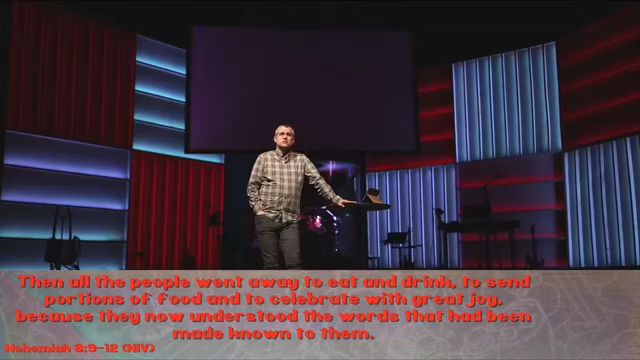 Then all the people went away to eat and drink, to send
portions of food and to celebrate with great joy,
because they now understood the words that had been
made known to them.
Nehemiah 8:9-12 (NIV)